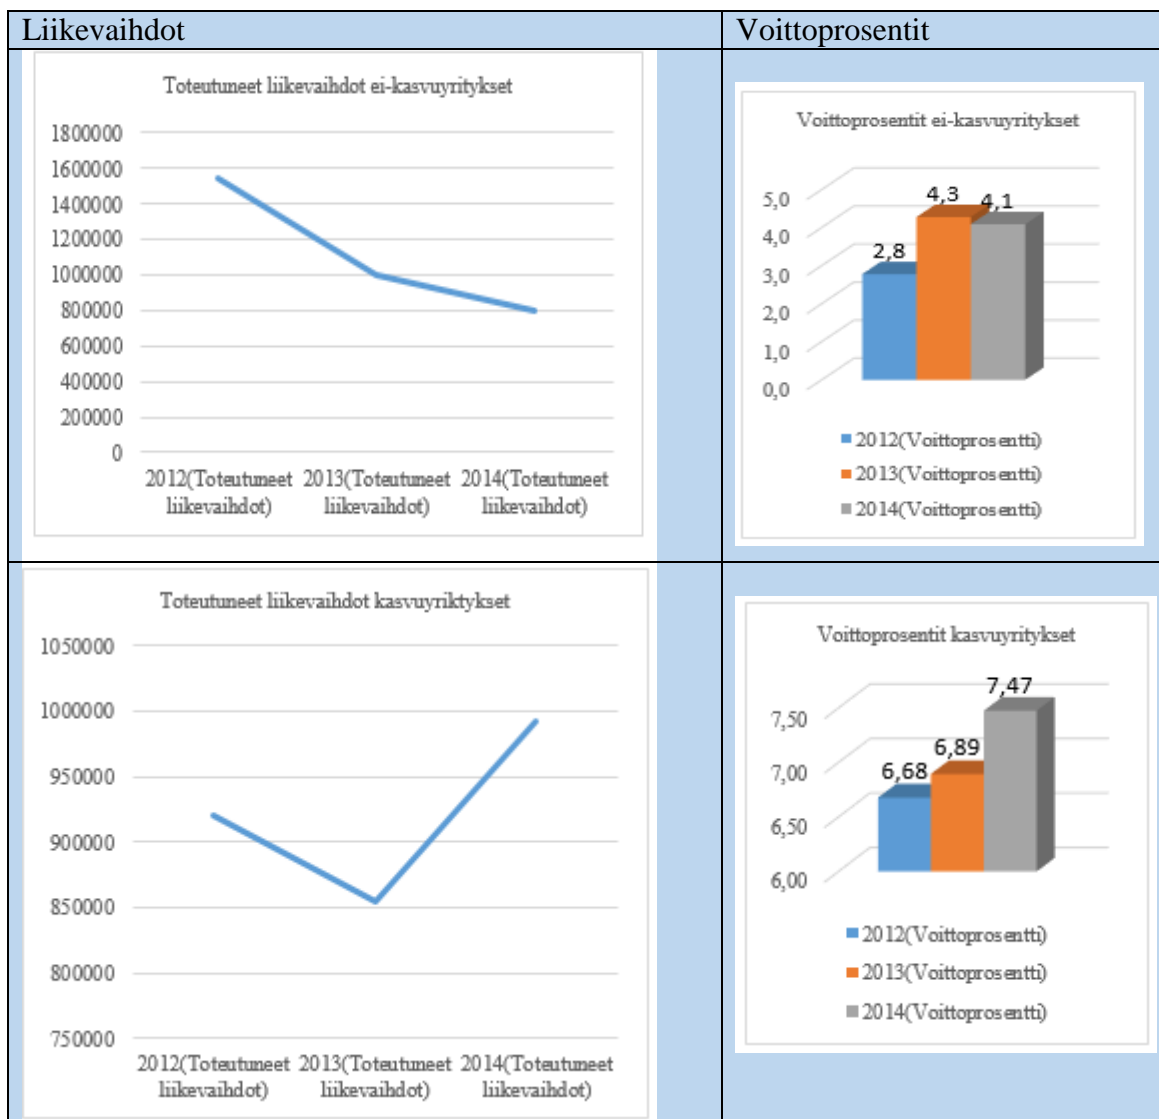 Liikevaihdot
Voittoprosentit
Toteutuneet liikevaihdot ei-kasvuyritykset
1800000
1600000
1400000
1200000
1000000
800000
600000
400000
200000
0
2012(Toteutuneet liikevaihdot)
2013(Toteutuneet liikevaihdot)
2014(Toteutuneet liikevaihdot)
Voittoprosentit ei-kasvuyritykset
5,0
4,0
3,0
2,0
1,0
0,0
2,8
4,3
4,1
2012(Voittoprosentti)
2013(Voittoprosentti)
2014(Voittoprosentti)
Toteutuneet liikevaihdot kasvuyriktykset
1050000
1000000
950000
900000
850000
800000
750000
2012(Toteutuneet liikevaihdot)
2013(Toteutuneet liikevaihdot)
2014(Toteutuneet liikevaihdot)
Voittoprosentit kasvuyritykset
7,50
7,00
6,50
6,00
6,68
6,89
7,47
2012(Voittoprosentti)
2013(Voittoprosentti)
2014(Voittoprosentti)